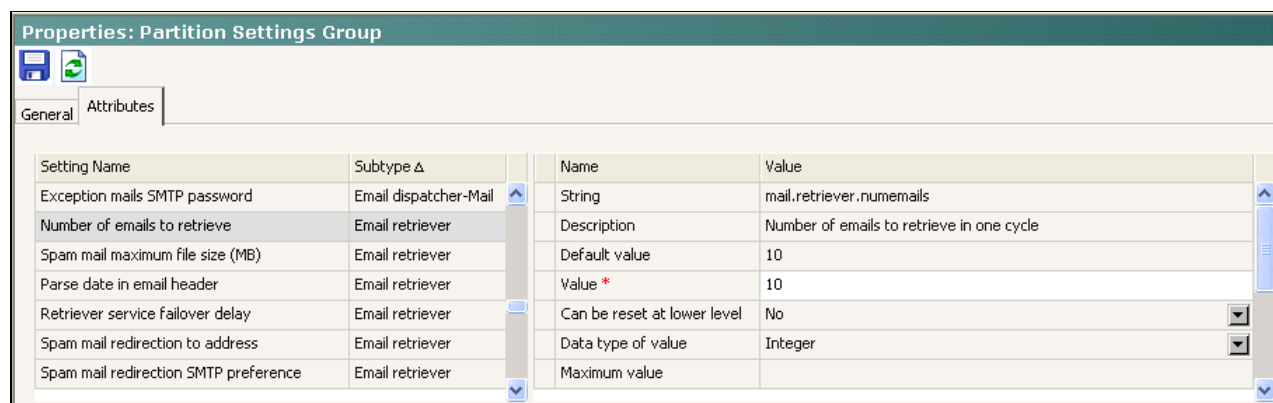 Properties: Partition Settings Group
General Attributes
Setting Name Subtype Δ Name Value
Exception mails SMTP password Email dispatcher-Mail String mail.retriever.numemails
Number of emails to retrieve Email retriever Description Number of emails to retrieve in one cycle
Spam mail maximum file size (MB) Email retriever Default value 10
Parse date in email header Email retriever Value * 10
Retriever service failover delay Email retriever Can be reset at lower level No
Spam mail redirection to address Email retriever Data type of value Integer
Spam mail redirection SMTP preference Email retriever Maximum value